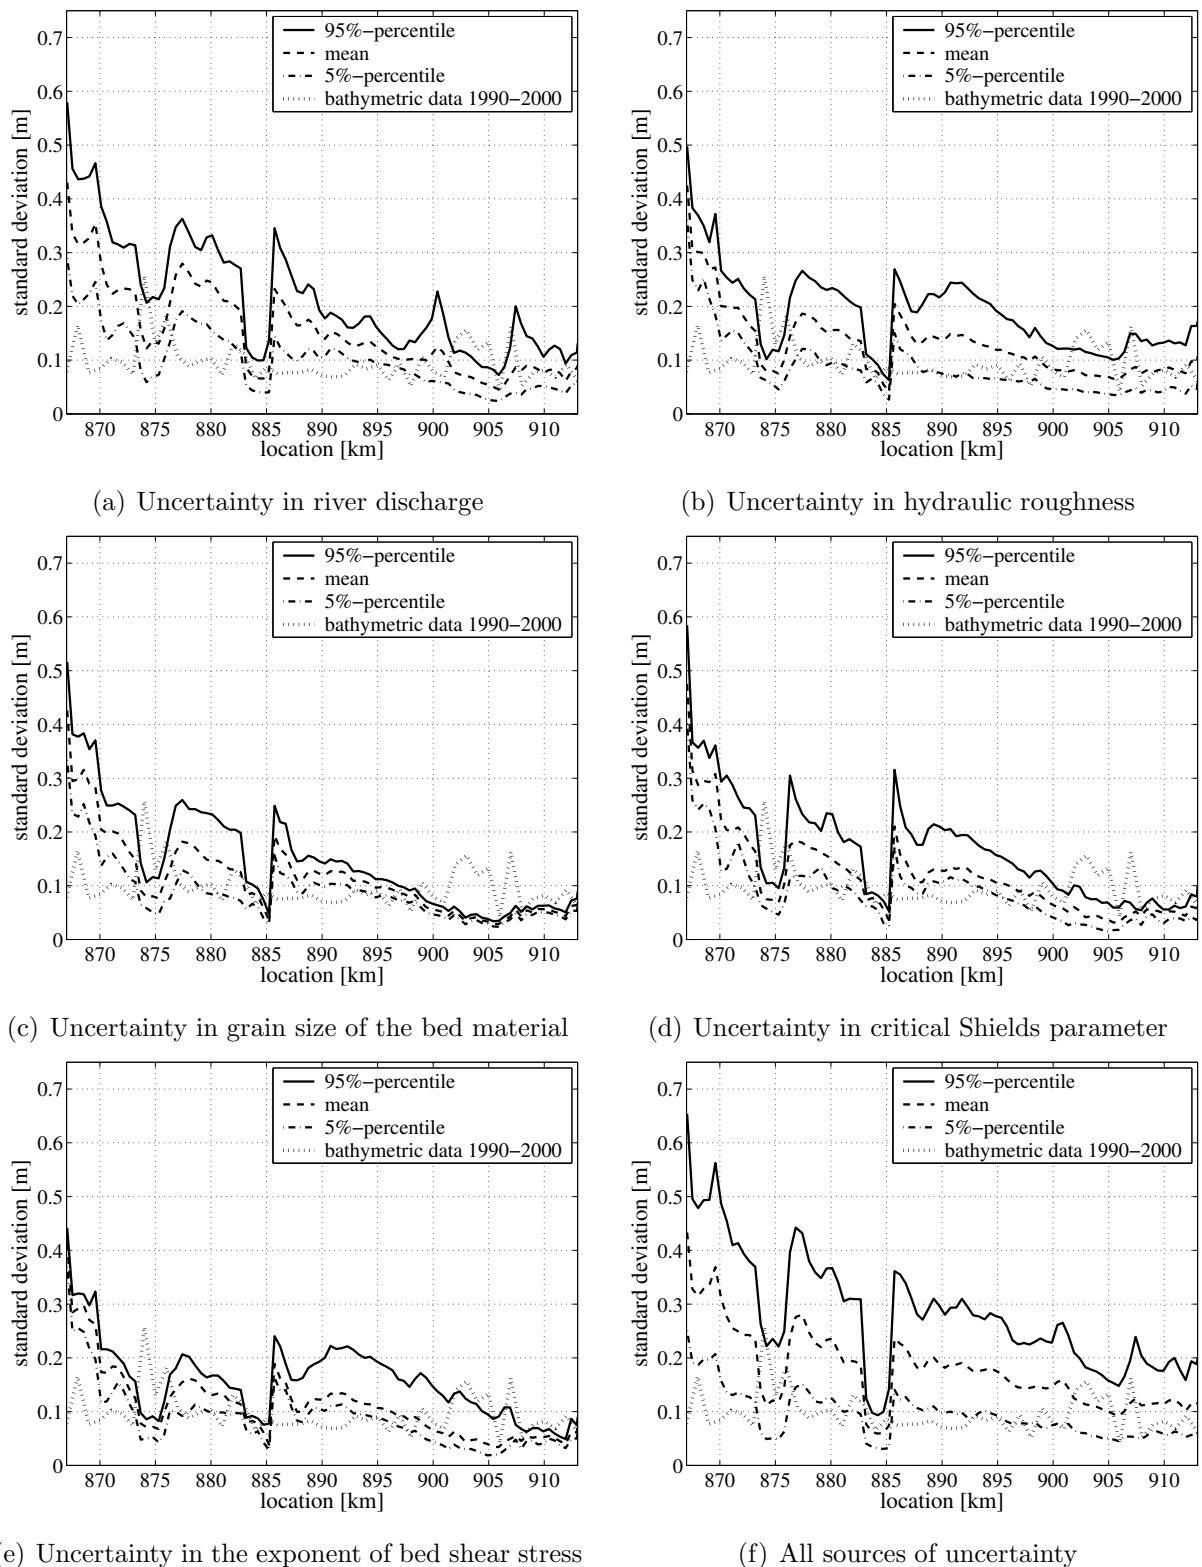 0.7
0.6
0.5
0.4
0.3
0.2
0.1
0
standard deviation [m]
95%−percentile
mean
5%−percentile
bathymetric data 1990−2000
870 875 880 885 890 895 900 905 910
location [km]
(a) Uncertainty in river discharge
0.7
0.6
0.5
0.4
0.3
0.2
0.1
0
standard deviation [m]
95%−percentile
mean
5%−percentile
bathymetric data 1990−2000
870 875 880 885 890 895 900 905 910
location [km]
(b) Uncertainty in hydraulic roughness
0.7
0.6
0.5
0.4
0.3
0.2
0.1
0
standard deviation [m]
95%−percentile
mean
5%−percentile
bathymetric data 1990−2000
870 875 880 885 890 895 900 905 910
location [km]
(c) Uncertainty in grain size of the bed material
0.7
0.6
0.5
0.4
0.3
0.2
0.1
0
standard deviation [m]
95%−percentile
mean
5%−percentile
bathymetric data 1990−2000
870 875 880 885 890 895 900 905 910
location [km]
(d) Uncertainty in critical Shields parameter
0.7
0.6
0.5
0.4
0.3
0.2
0.1
0
standard deviation [m]
95%−percentile
mean
5%−percentile
bathymetric data 1990−2000
870 875 880 885 890 895 900 905 910
location [km]
(e) Uncertainty in the exponent of bed shear stress
0.7
0.6
0.5
0.4
0.3
0.2
0.1
0
standard deviation [m]
95%−percentile
mean
5%−percentile
bathymetric data 1990−2000
870 875 880 885 890 895 900 905 910
location [km]
(f) All sources of uncertainty